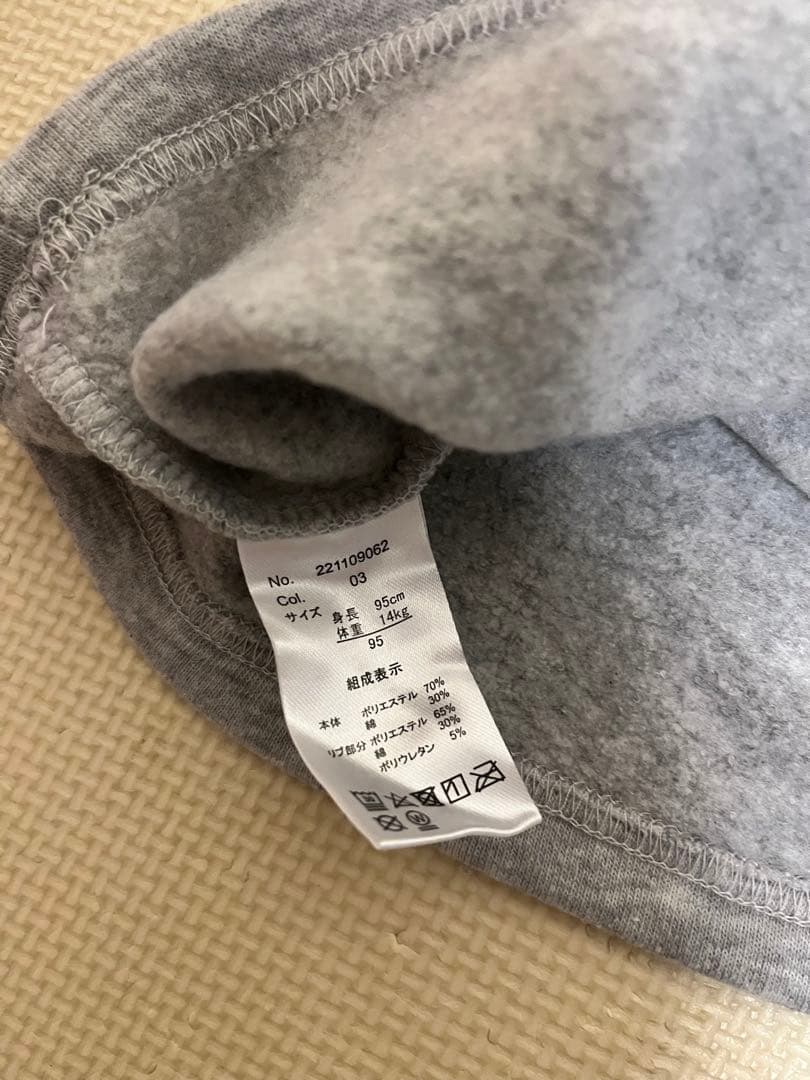 No. 221109062
Col. 03
サイズ 身長 95cm
体重 14kg
95
組成表示
本体 ポリエステル 70%
綿 30%
リブ部分 ポリエステル 65%
綿 30%
ポリウレタン 5%